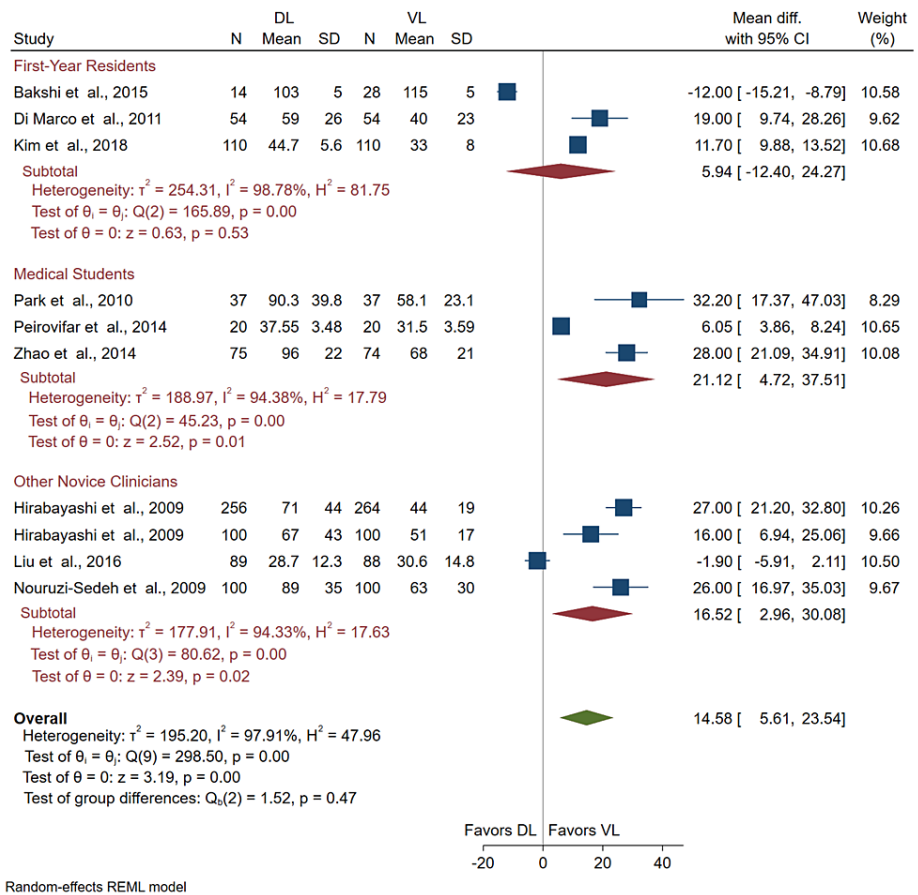 DL VL Mean diff. Weight
Study N Mean SD N Mean SD with 95% CI (%)
First-Year Residents
Bakshi et al., 2015 14 103 5 28 115 5 -12.00 [ -15.21, -8.79] 10.58
Di Marco et al., 2011 54 59 26 54 40 23 19.00 [ 9.74, 28.26] 9.62
Kim et al., 2018 110 44.7 5.6 110 33 8 11.70 [ 9.88, 13.52] 10.68
Subtotal 5.94 [ -12.40, 24.27]
Heterogeneity: τ² = 254.31, I² = 98.78%, H² = 81.75
Test of θᵢ = θⱼ: Q(2) = 165.89, p = 0.00
Test of θ = 0: z = 0.63, p = 0.53
Medical Students
Park et al., 2010 37 90.3 39.8 37 58.1 23.1 32.20 [ 17.37, 47.03] 8.29
Peirovifar et al., 2014 20 37.55 3.48 20 31.5 3.59 6.05 [ 3.86, 8.24] 10.65
Zhao et al., 2014 75 96 22 74 68 21 28.00 [ 21.09, 34.91] 10.08
Subtotal 21.12 [ 4.72, 37.51]
Heterogeneity: τ² = 188.97, I² = 94.38%, H² = 17.79
Test of θᵢ = θⱼ: Q(2) = 45.23, p = 0.00
Test of θ = 0: z = 2.52, p = 0.01
Other Novice Clinicians
Hirabayashi et al., 2009 256 71 44 264 44 19 27.00 [ 21.20, 32.80] 10.26
Hirabayashi et al., 2009 100 67 43 100 51 17 16.00 [ 6.94, 25.06] 9.66
Liu et al., 2016 89 28.7 12.3 88 30.6 14.8 -1.90 [ -5.91, 2.11] 10.50
Nouruzi-Sedeh et al., 2009 100 89 35 100 63 30 26.00 [ 16.97, 35.03] 9.67
Subtotal 16.52 [ 2.96, 30.08]
Heterogeneity: τ² = 177.91, I² = 94.33%, H² = 17.63
Test of θᵢ = θⱼ: Q(3) = 80.62, p = 0.00
Test of θ = 0: z = 2.39, p = 0.02
Overall 14.58 [ 5.61, 23.54]
Heterogeneity: τ² = 195.20, I² = 97.91%, H² = 47.96
Test of θᵢ = θⱼ: Q(9) = 298.50, p = 0.00
Test of θ = 0: z = 3.19, p = 0.00
Test of group differences: Q_b(2) = 1.52, p = 0.47
Favors DL Favors VL
-20 0 20 40
Random-effects REML model